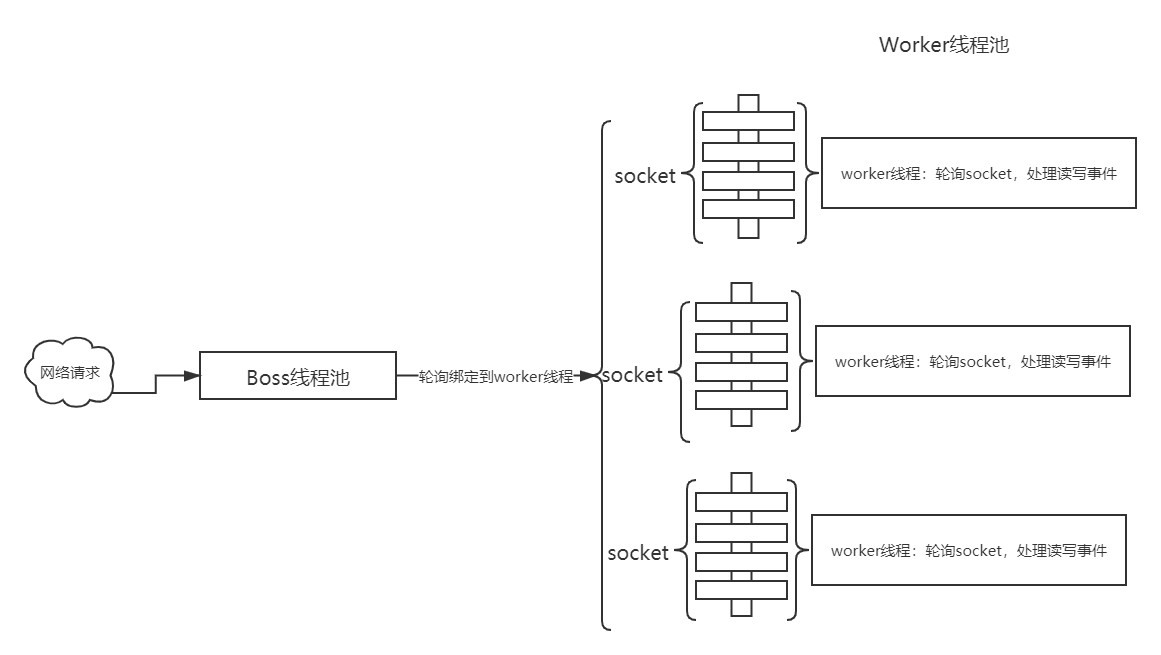 Worker线程池
socket
worker线程：轮询socket，处理读写事件
网络请求
Boss线程池
轮询绑定到worker线程
socket
worker线程：轮询socket，处理读写事件
socket
worker线程：轮询socket，处理读写事件